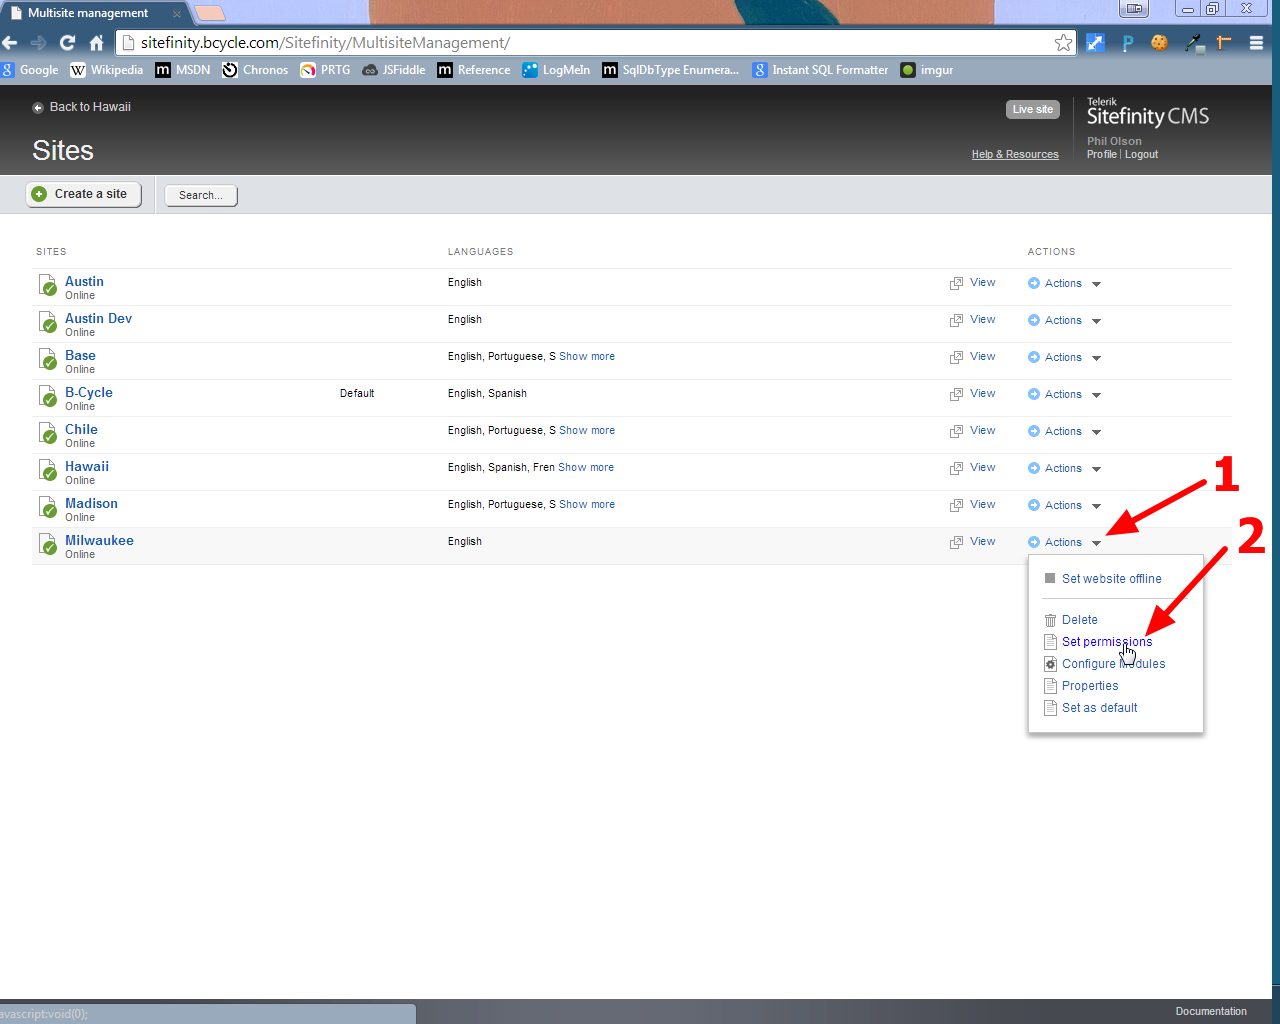 Multisite management
sitefinity.bcycle.com/Sitefinity/MultisiteManagement/
Google Wikipedia MSDN Chronos PRTG JSFiddle Reference LogMeIn SqlDbType Enumera... Instant SQL Formatter imgur
Back to Hawaii
Live site
Telerik
Sitefinity CMS
Sites
Phil Olson
Help & Resources
Profile | Logout
Create a site
Search...
SITES LANGUAGES ACTIONS
Austin English View Actions
Online
Austin Dev English View Actions
Online
Base English, Portuguese, S Show more View Actions
Online
B-Cycle Default English, Spanish View Actions
Online
Chile English, Portuguese, S Show more View Actions
Online
Hawaii English, Spanish, Fren Show more View Actions
Online
1
Madison English, Portuguese, S Show more View Actions
Online
2
Milwaukee English View Actions
Online
Set website offline
Delete
Set permissions
Configure Modules
Properties
Set as default
Documentation
avascript:void(0);